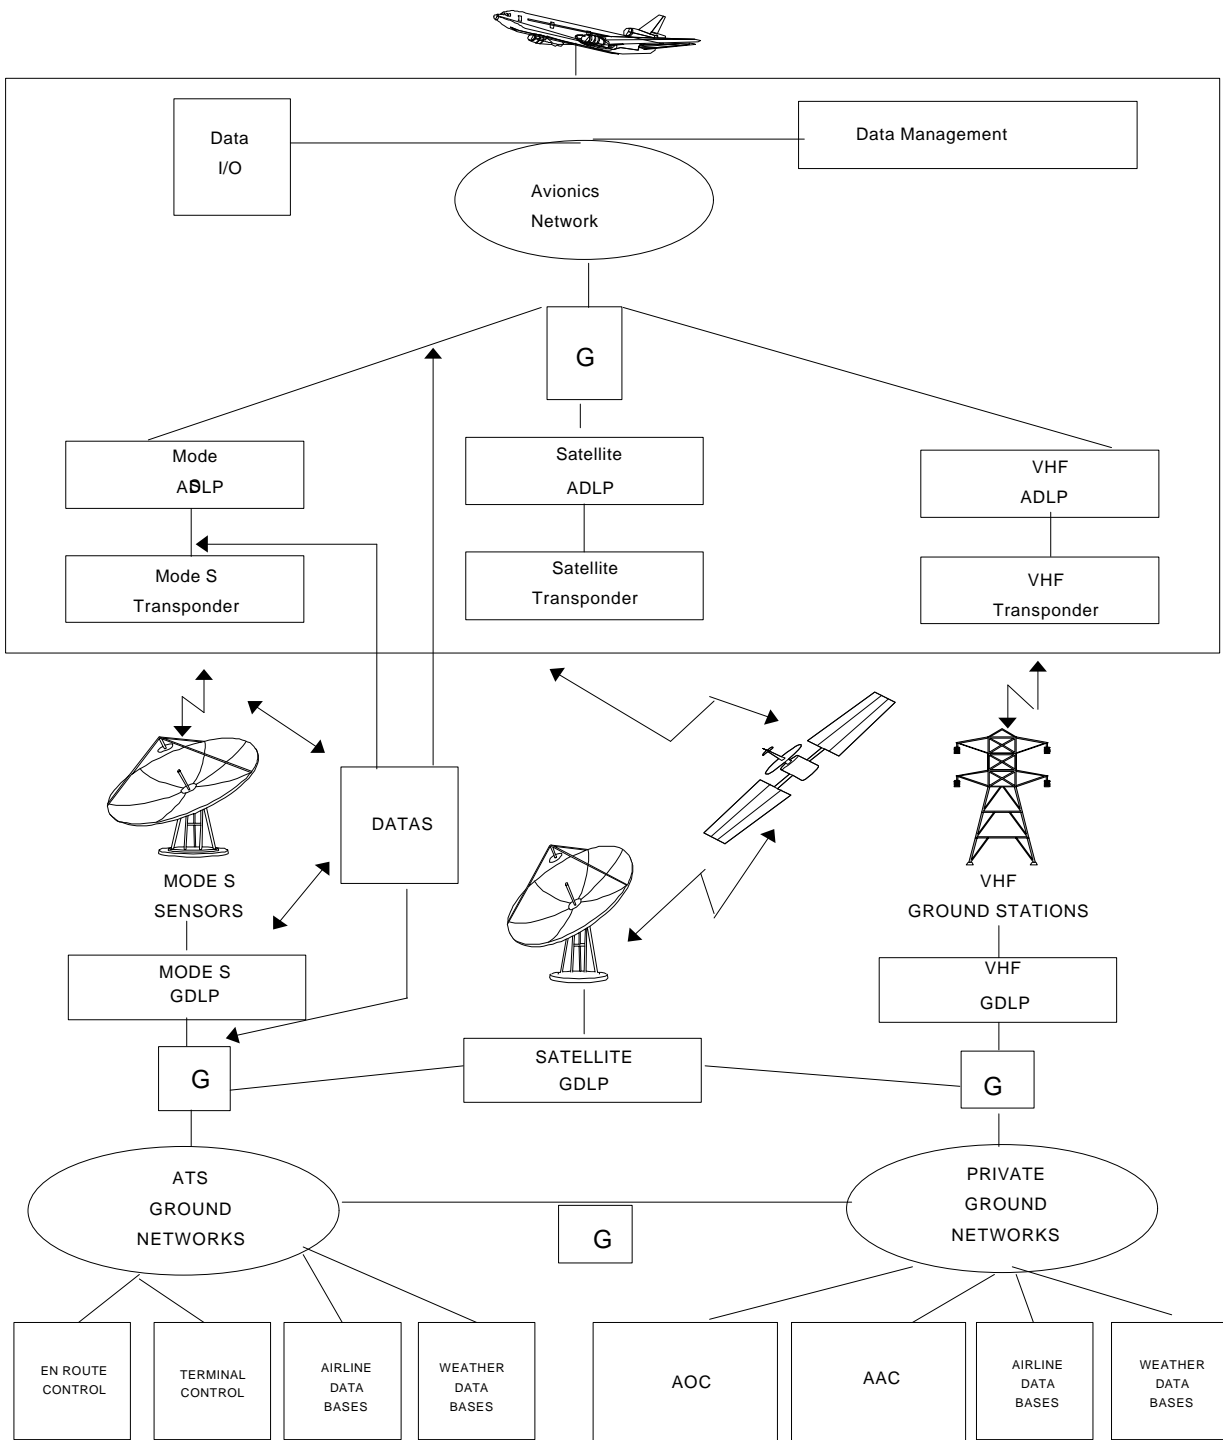 Data
I/O
Data Management
Avionics
Network
G
Mode
S
ADLP
Satellite
ADLP
VHF
ADLP
Mode S
Transponder
Satellite
Transponder
VHF
Transponder
DATAS
MODE S
SENSORS
VHF
GROUND STATIONS
MODE S
GDLP
VHF
GDLP
SATELLITE
GDLP
G
G
ATS
GROUND
NETWORKS
PRIVATE
GROUND
NETWORKS
G
EN ROUTE
CONTROL
TERMINAL
CONTROL
AIRLINE
DATA
BASES
WEATHER
DATA
BASES
AOC
AAC
AIRLINE
DATA
BASES
WEATHER
DATA
BASES